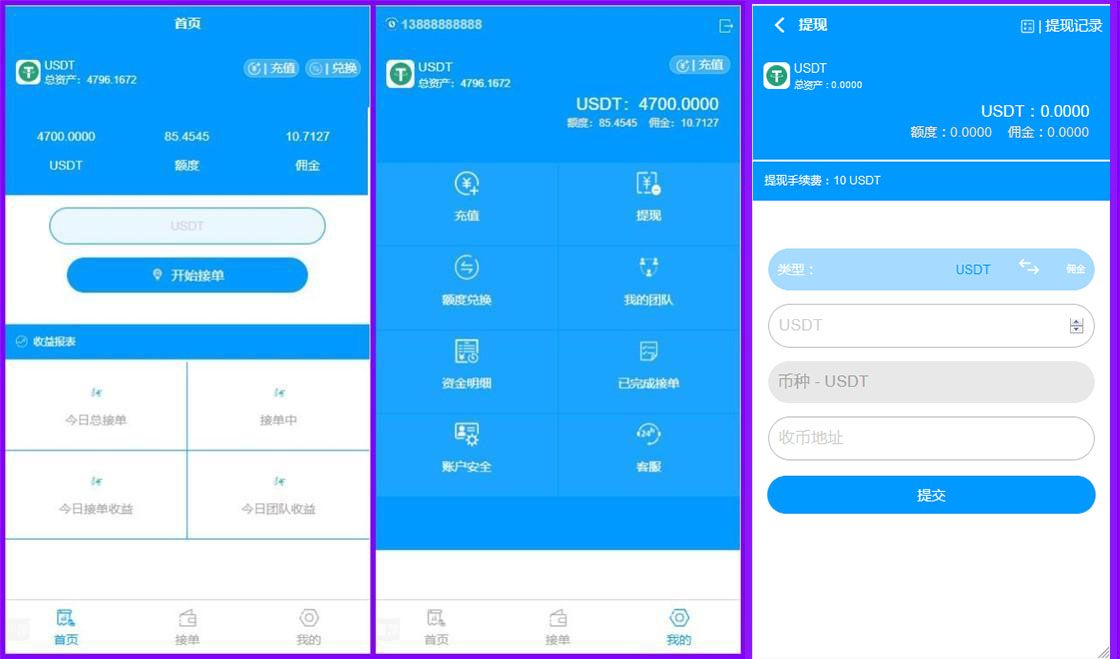 首页
USDT
总资产：4796.1672
充值
兑换
4700.0000
85.4545
10.7127
USDT
额度
佣金
USDT
开始接单
收益报表
今日总接单
接单中
今日接单收益
今日团队收益
首页
接单
我的
13888888888
USDT
总资产：4796.1672
充值
USDT：4700.0000
额度：85.4545 佣金：10.7127
充值
提现
额度兑换
我的团队
资金明细
已完成接单
账户安全
客服
首页
接单
我的
提现
提现记录
USDT
总资产：0.0000
USDT：0.0000
额度：0.0000 佣金：0.0000
提现手续费：10 USDT
类型： USDT 佣金
USDT
币种 - USDT
收币地址
提交